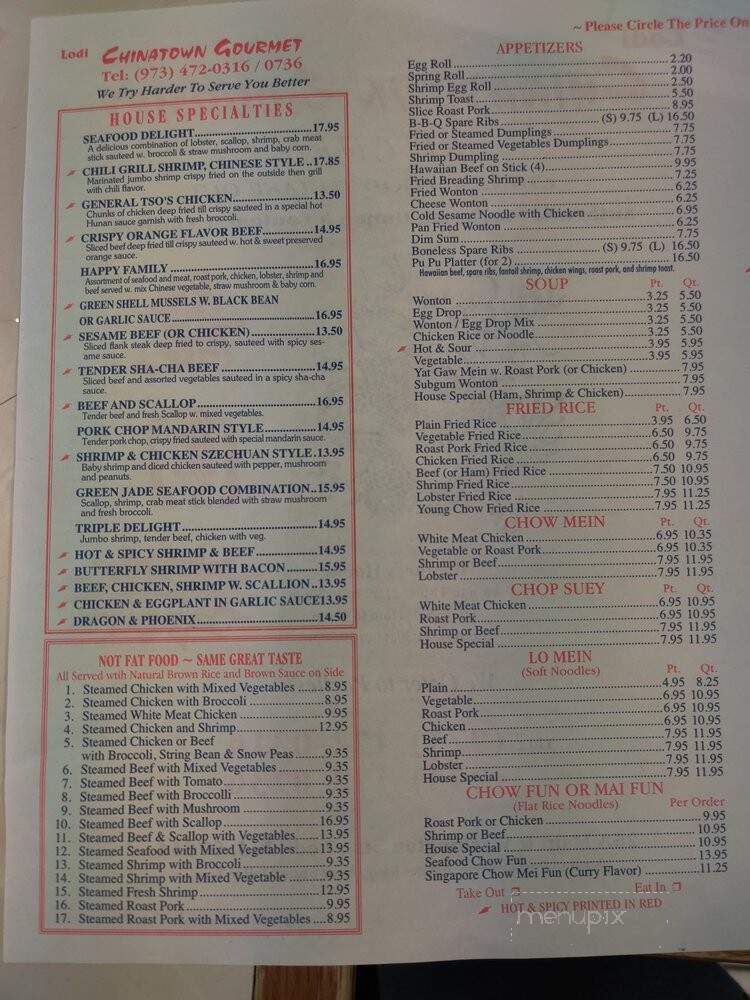 Lodi CHINATOWN GOURMET
Tel: (973) 472-0316 / 0736
We Try Harder To Serve You Better
HOUSE SPECIALTIES
SEAFOOD DELIGHT 17.95
A delicious combination of lobster, scallop, shrimp, crab meat
stick sauteed w. broccoli & straw mushroom and baby corn.
CHILI GRILL SHRIMP, CHINESE STYLE ..17.85
Marinated jumbo shrimp crispy fried on the outside then grill
with chili flavor.
GENERAL TSO'S CHICKEN 13.50
Chunks of chicken deep fried till crispy sauteed in a special hot
Hunan sauce garnish with fresh broccoli.
CRISPY ORANGE FLAVOR BEEF 14.95
Sliced beef deep fried till crispy sauteed w. hot & sweet preserved
orange sauce.
HAPPY FAMILY 16.95
Assortment of seafood and meat, roast pork, chicken, lobster, shrimp and
beef served w. mix Chinese vegetable, straw mushroom & baby corn.
GREEN SHELL MUSSELS W. BLACK BEAN
OR GARLIC SAUCE 16.95
SESAME BEEF (OR CHICKEN) 13.50
Sliced flank steak deep fried to crispy, sauteed with spicy ses-
ame sauce.
TENDER SHA-CHA BEEF 14.95
Sliced beef and assorted vegetables sauteed in a spicy sha-cha
sauce.
BEEF AND SCALLOP 16.95
Tender beef and fresh Scallop w. mixed vegetables.
PORK CHOP MANDARIN STYLE 14.95
Tender pork chop, crispy fried sauteed with special mandarin sauce.
SHRIMP & CHICKEN SZECHUAN STYLE .13.95
Baby shrimp and diced chicken sauteed with pepper, mushroom
and peanuts.
GREEN JADE SEAFOOD COMBINATION..15.95
Scallop, shrimp, crab meat stick blended with straw mushroom
and fresh broccoli.
TRIPLE DELIGHT 14.95
Jumbo shrimp, tender beef, chicken with veg.
HOT & SPICY SHRIMP & BEEF 14.95
BUTTERFLY SHRIMP WITH BACON 15.95
BEEF, CHICKEN, SHRIMP W. SCALLION ..13.95
CHICKEN & EGGPLANT IN GARLIC SAUCE13.95
DRAGON & PHOENIX 14.50
NOT FAT FOOD ~ SAME GREAT TASTE
All Served wtih Natural Brown Rice and Brown Sauce on Side
1. Steamed Chicken with Mixed Vegetables 8.95
2. Steamed Chicken with Broccoli 8.95
3. Steamed White Meat Chicken 9.95
4. Steamed Chicken and Shrimp 12.95
5. Steamed Chicken or Beef
with Broccoli, String Bean & Snow Peas 9.35
6. Steamed Beef with Mixed Vegetables 9.35
7. Steamed Beef with Tomato 9.35
8. Steamed Beef with Broccolli 9.35
9. Steamed Beef with Mushroom 9.35
10. Steamed Beef with Scallop 16.95
11. Steamed Beef & Scallop with Vegetables 13.95
12. Steamed Seafood with Mixed Vegetables 13.95
13. Steamed Shrimp with Broccoli 9.35
14. Steamed Shrimp with Mixed Vegetable 9.35
15. Steamed Fresh Shrimp 12.95
16. Steamed Roast Pork 9.95
17. Steamed Roast Pork with Mixed Vegetables 8.95
~ Please Circle The Price On
APPETIZERS
Egg Roll 2.20
Spring Roll 2.00
Shrimp Egg Roll 2.50
Shrimp Toast 5.50
Slice Roast Pork 8.95
B-B-Q Spare Ribs (S) 9.75 (L) 16.50
Fried or Steamed Dumplings 7.75
Fried or Steamed Vegetables Dumplings 7.75
Shrimp Dumpling 7.75
Hawaiian Beef on Stick (4) 9.95
Fried Breading Shrimp 7.25
Fried Wonton 6.25
Cheese Wonton 6.25
Cold Sesame Noodle with Chicken 6.95
Pan Fried Wonton 6.25
Dim Sum 7.75
Boneless Spare Ribs (S) 9.75 (L) 16.50
Pu Pu Platter (for 2) 16.50
Hawaiian beef, spare ribs, fantail shrimp, chicken wings, roast pork, and shrimp toast.
SOUP Pt. Qt.
Wonton 3.25 5.50
Egg Drop 3.25 5.50
Wonton / Egg Drop Mix 3.25 5.50
Chicken Rice or Noodle 3.25 5.50
Hot & Sour 3.95 5.95
Vegetable 3.95 5.95
Yat Gaw Mein w. Roast Pork (or Chicken) 7.95
Subgum Wonton 7.95
House Special (Ham, Shrimp & Chicken) 7.95
FRIED RICE Pt. Qt.
Plain Fried Rice 3.95 6.50
Vegetable Fried Rice 6.50 9.75
Roast Pork Fried Rice 6.50 9.75
Chicken Fried Rice 6.50 9.75
Beef (or Ham) Fried Rice 7.50 10.95
Shrimp Fried Rice 7.50 10.95
Lobster Fried Rice 7.95 11.25
Young Chow Fried Rice 7.95 11.25
CHOW MEIN Pt. Qt.
White Meat Chicken 6.95 10.35
Vegetable or Roast Pork 6.95 10.35
Shrimp or Beef 7.95 11.95
Lobster 7.95 11.95
CHOP SUEY Pt. Qt.
White Meat Chicken 6.95 10.95
Roast Pork 6.95 10.95
Shrimp or Beef 7.95 11.95
House Special 7.95 11.95
LO MEIN
(Soft Noodles) Pt. Qt.
Plain 4.95 8.25
Vegetable 6.95 10.95
Roast Pork 6.95 10.95
Chicken 6.95 10.95
Beef 7.95 11.95
Shrimp 7.95 11.95
Lobster 7.95 11.95
House Special 7.95 11.95
CHOW FUN OR MAI FUN
(Flat Rice Noodles) Per Order
Roast Pork or Chicken 9.95
Shrimp or Beef 10.95
House Special 10.95
Seafood Chow Fun 13.95
Singapore Chow Mei Fun (Curry Flavor) 11.25
Take Out Eat In
HOT & SPICY PRINTED IN RED
menupix